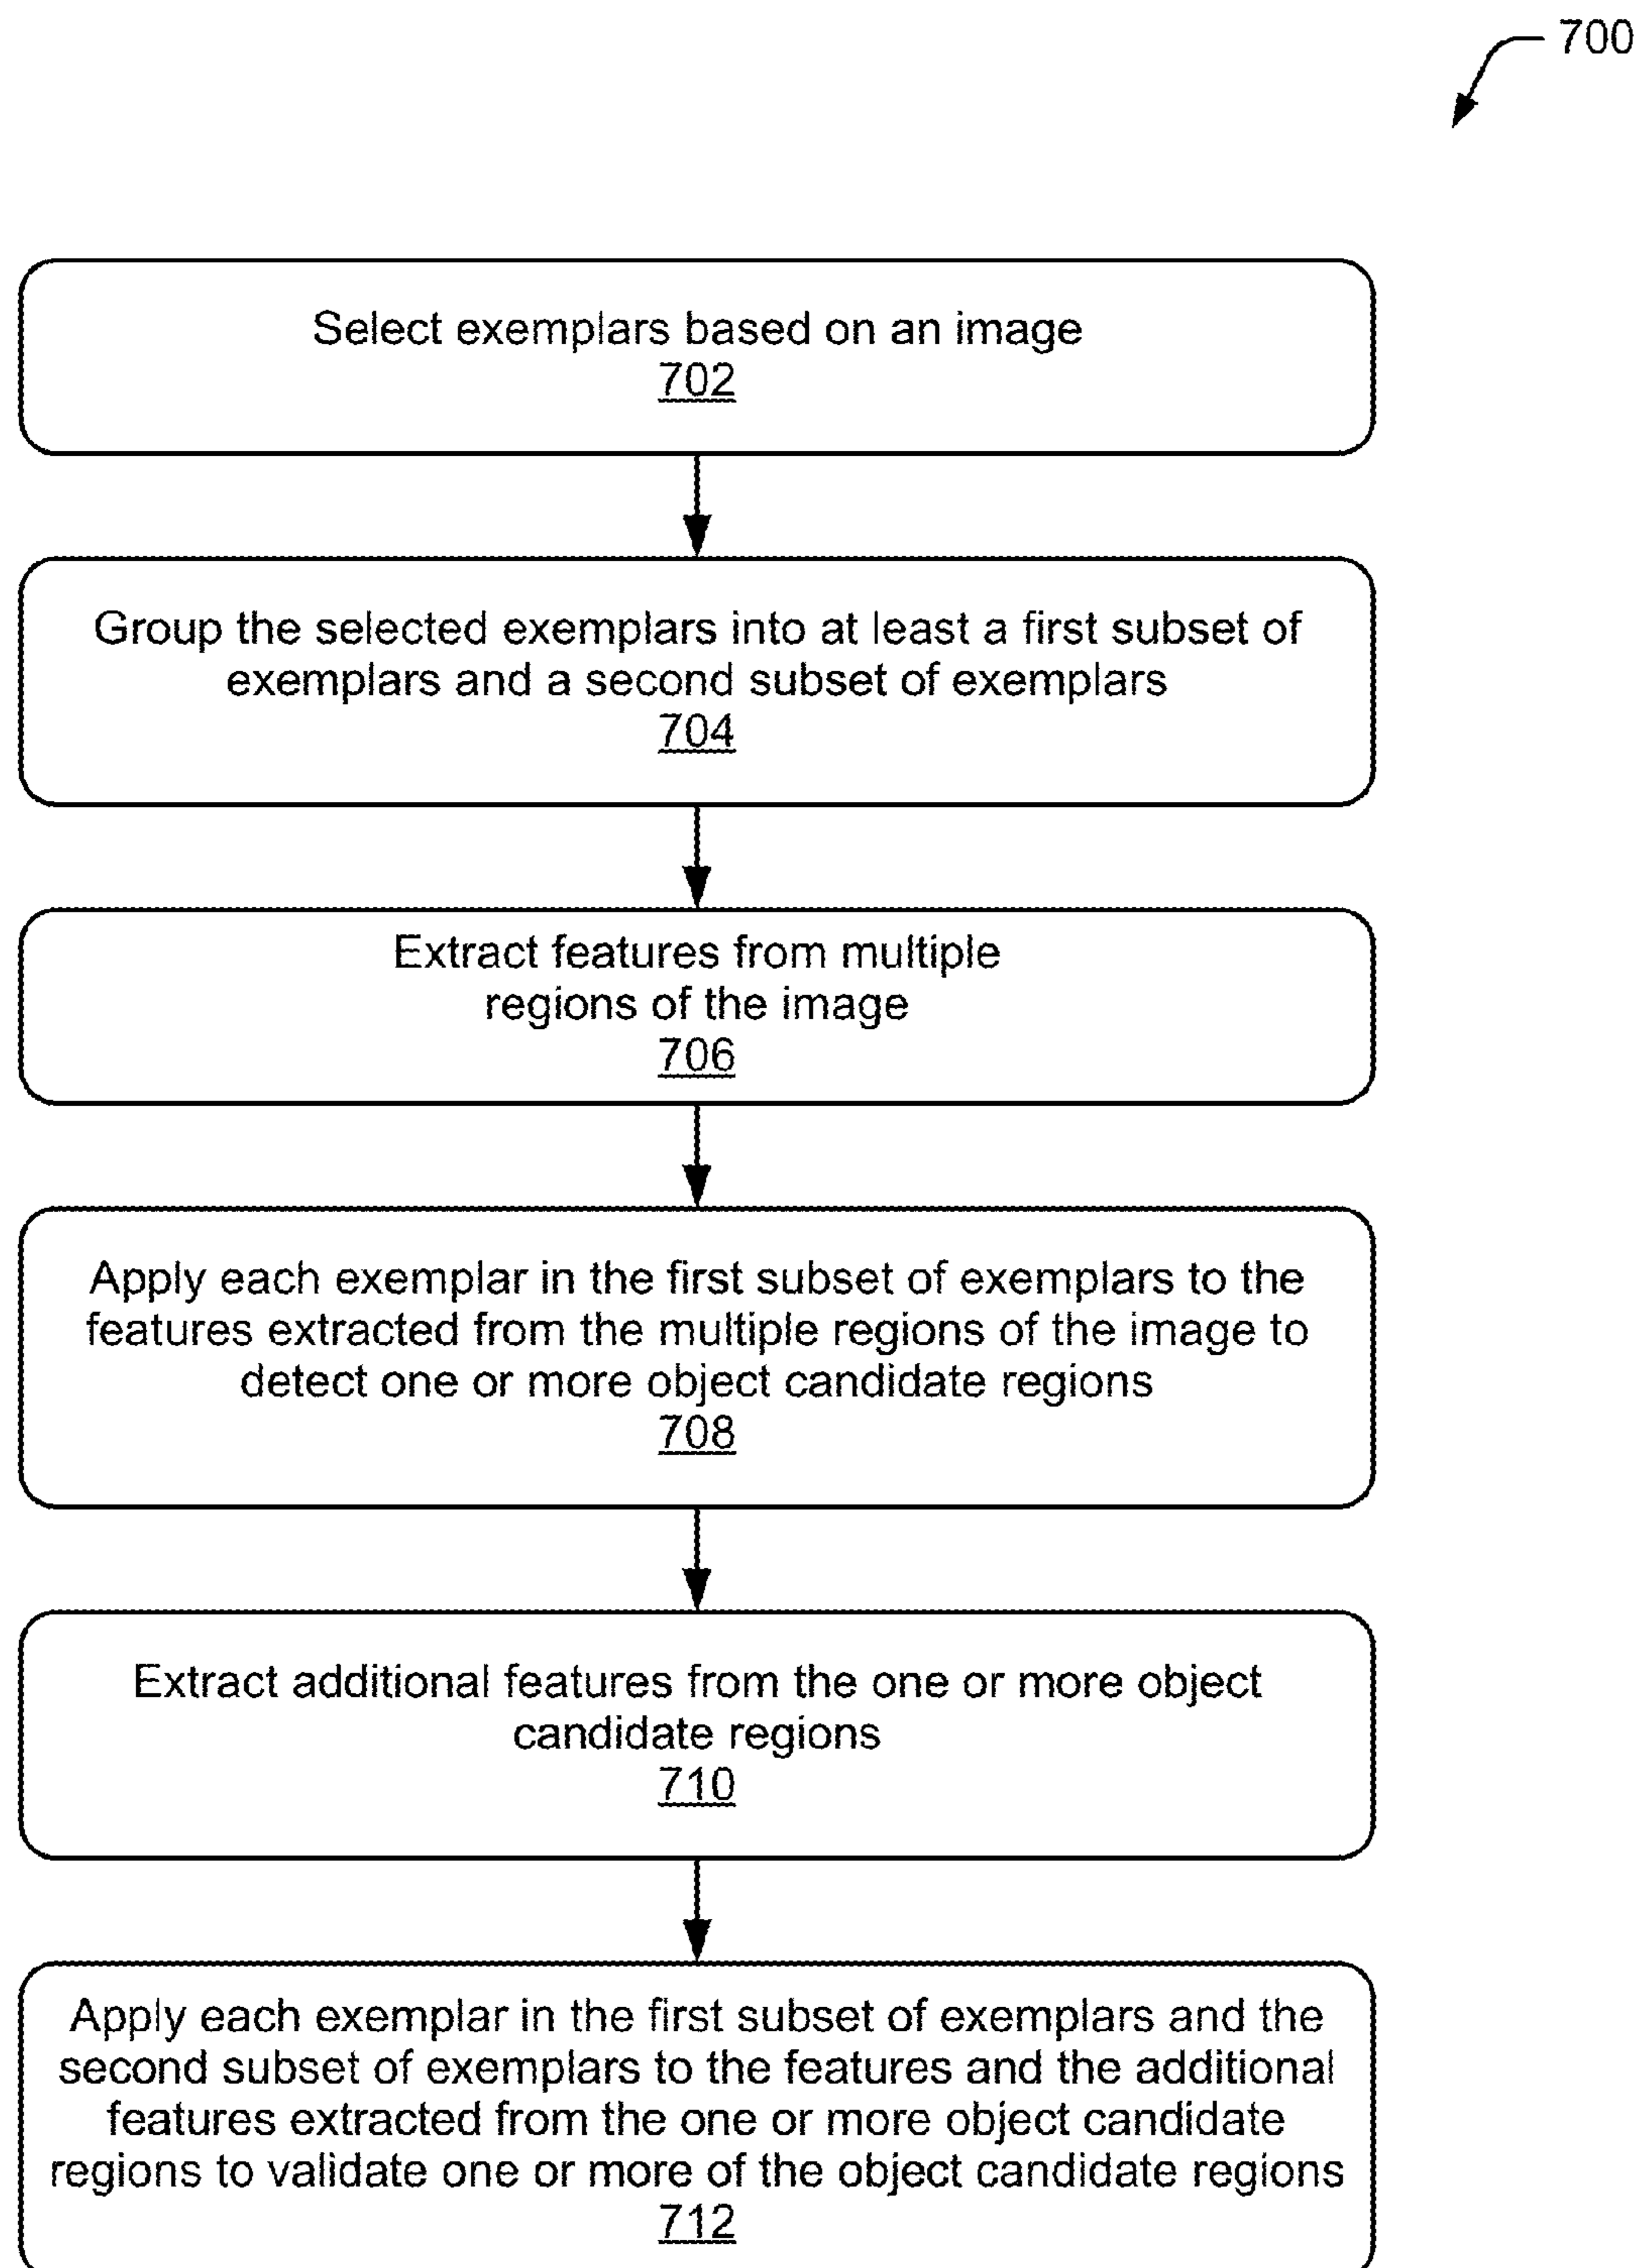 700
Select exemplars based on an image
702
Group the selected exemplars into at least a first subset of
exemplars and a second subset of exemplars
704
Extract features from multiple
regions of the image
706
Apply each exemplar in the first subset of exemplars to the
features extracted from the multiple regions of the image to
detect one or more object candidate regions
708
Extract additional features from the one or more object
candidate regions
710
Apply each exemplar in the first subset of exemplars and the
second subset of exemplars to the features and the additional
features extracted from the one or more object candidate
regions to validate one or more of the object candidate regions
712